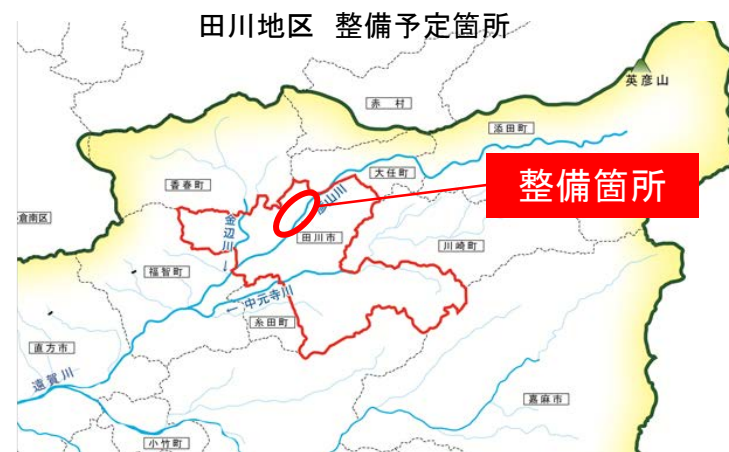 田川地区 整備予定箇所
英彦山
赤村
添田町
大任町
香春町
整備箇所
倉南区
金辺川
山川
田川市
川崎町
福智町
← 中元寺川
糸田町
直方市
遠賀川
嘉麻市
小竹町